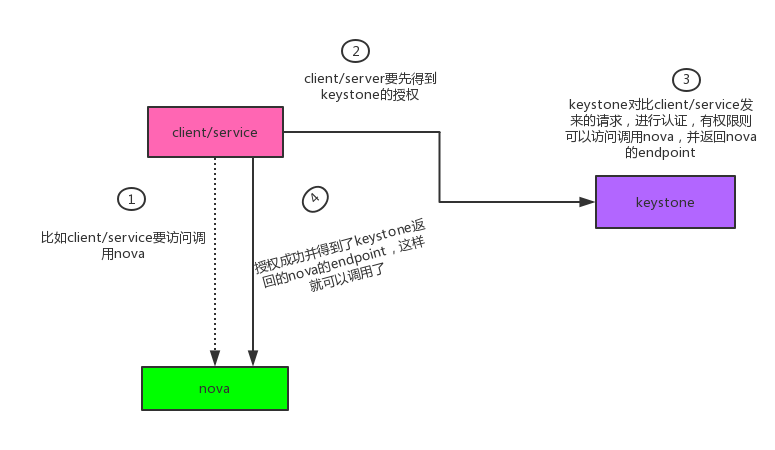 2
client/server要先得到
keystone的授权
3
keystone对比client/service发
来的请求，进行认证，有权限则
可以访问调用nova，并返回nova
的endpoint
client/service
keystone
1
比如client/service要访问调
用nova
4
授权成功并得到了keystone返
回的nova的endpoint，这样
就可以调用了
nova